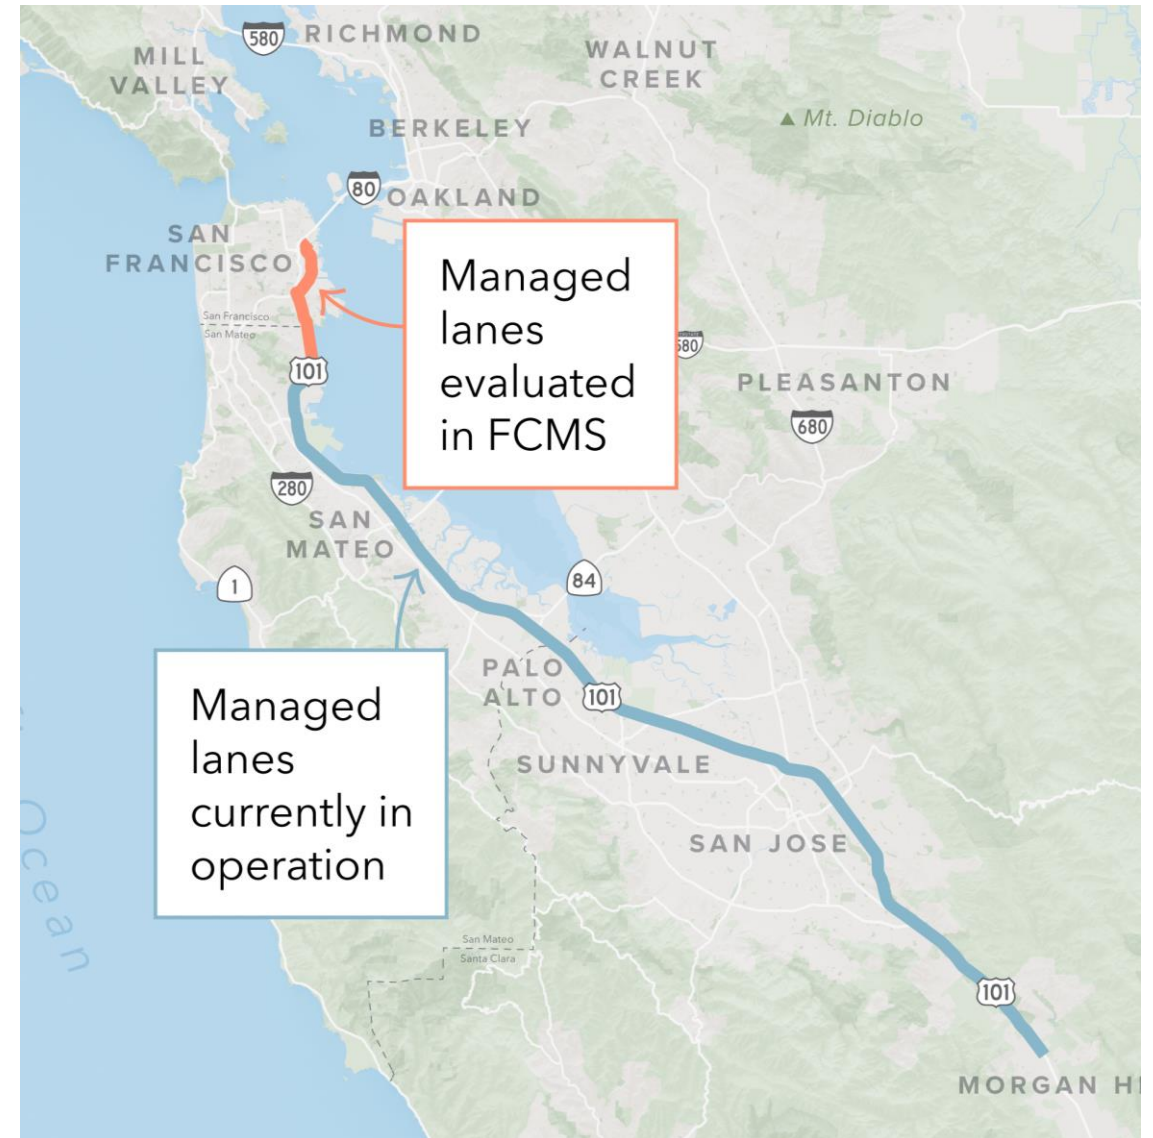 580
RICHMOND
MILL
VALLEY
WALNUT
CREEK
BERKELEY
Mt. Diablo
80
OAKLAND
SAN
FRANCISCO
Managed
lanes
evaluated
in FCMS
San Francisco
San Mateo
580
101
PLEASANTON
680
280
SAN
MATEO
1
84
Managed
lanes
currently in
operation
PALO
ALTO
101
SUNNYVALE
SAN JOSE
Ocean
San Mateo
Santa Clara
101
MORGAN H